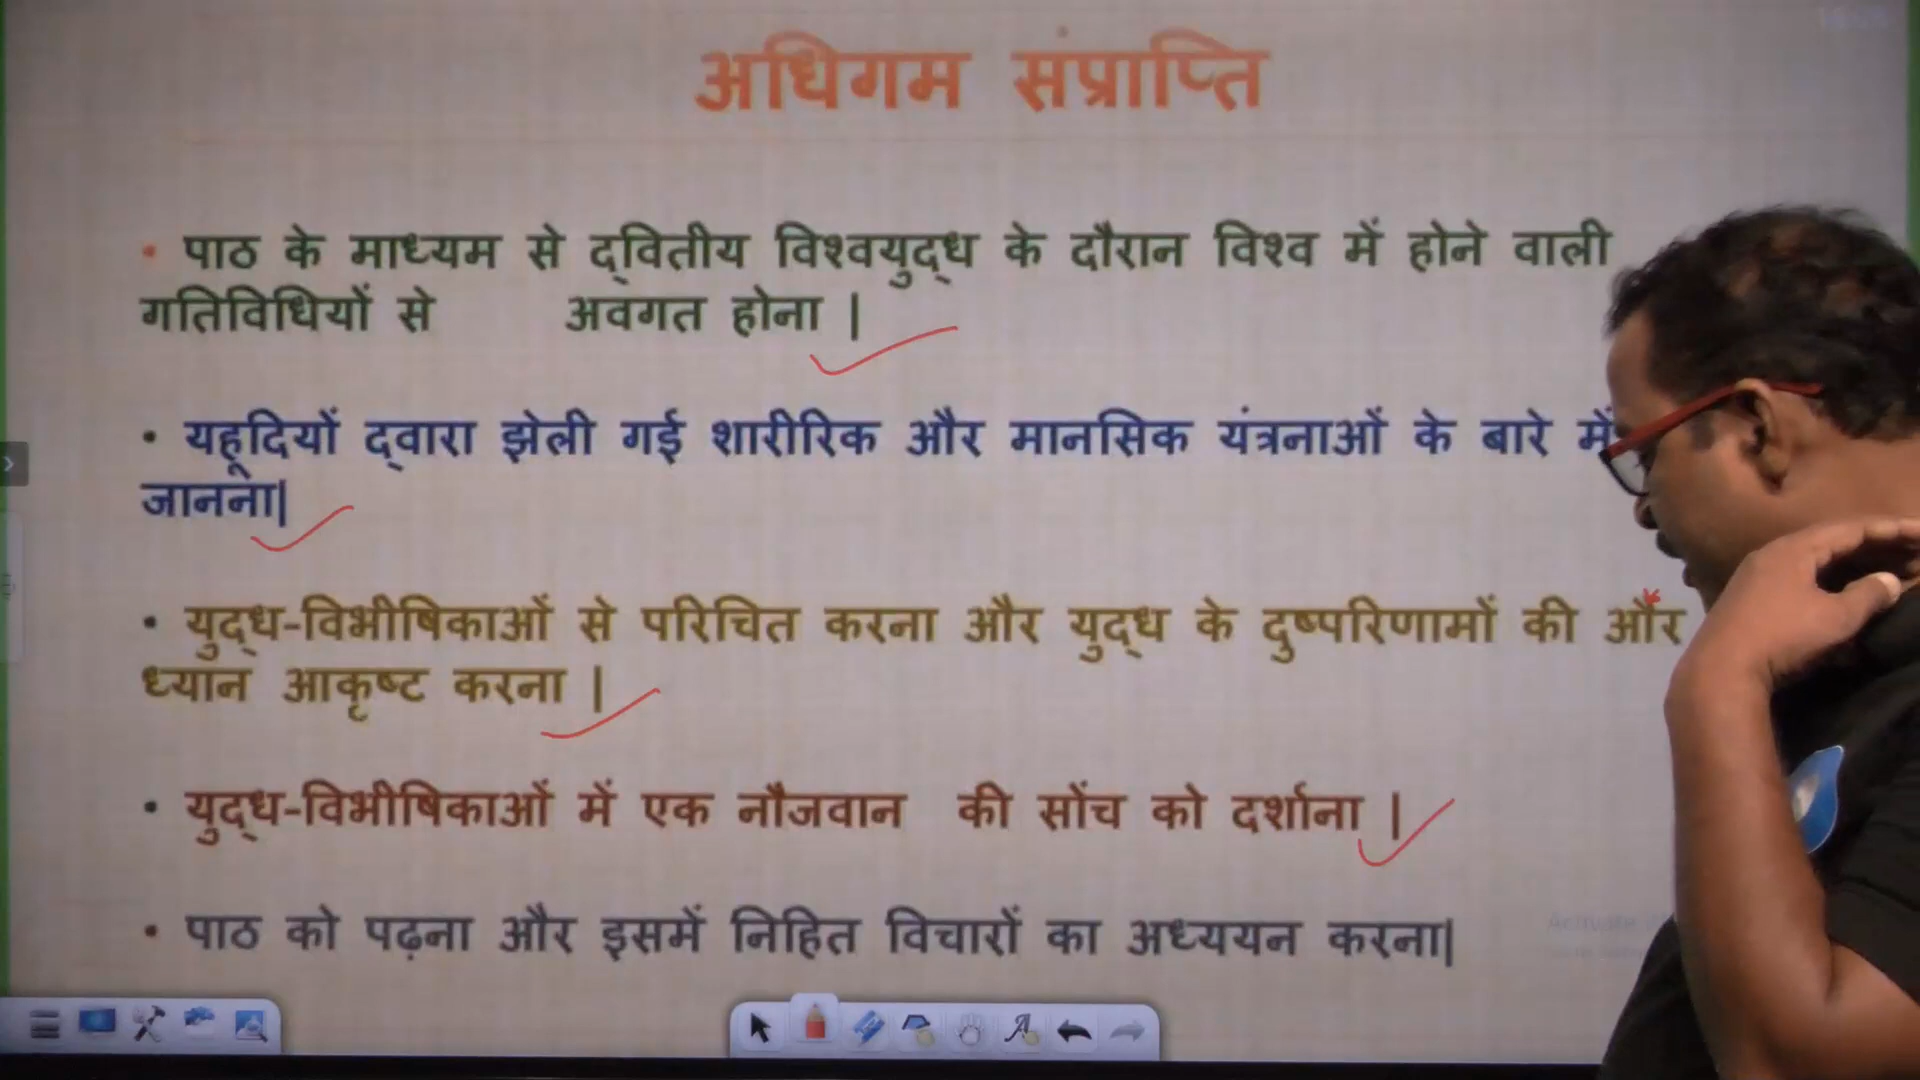 अधिगम संप्राप्ति
• पाठ के माध्यम से द्वितीय विश्वयुद्ध के दौरान विश्व में होने वाली
गतिविधियों से अवगत होना |
• यहूदियों द्वारा झेली गई शारीरिक और मानसिक यंत्रनाओं के बारे में
जानना|
• युद्ध-विभीषिकाओं से परिचित करना और युद्ध के दुष्परिणामों की और
ध्यान आकृष्ट करना |
• युद्ध-विभीषिकाओं में एक नौजवान की सोंच को दर्शाना |
• पाठ को पढ़ना और इसमें निहित विचारों का अध्ययन करना|